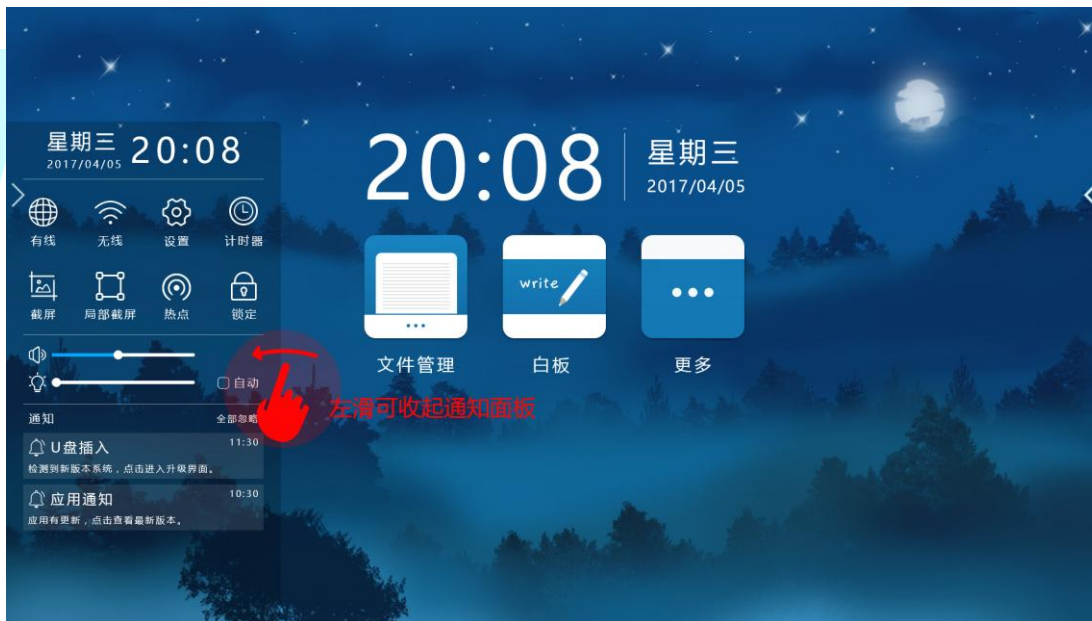 星期三
2017/04/05
20:08
有线 无线 设置 计时器
截屏 局部截屏 热点 锁定
自动
通知 全部忽略
U盘插入 11:30
检测到新版本系统，点击进入升级界面。
应用通知 10:30
应用有更新，点击查看最新版本。
20:08
星期三
2017/04/05
write
文件管理 白板 更多
左滑可收起通知面板